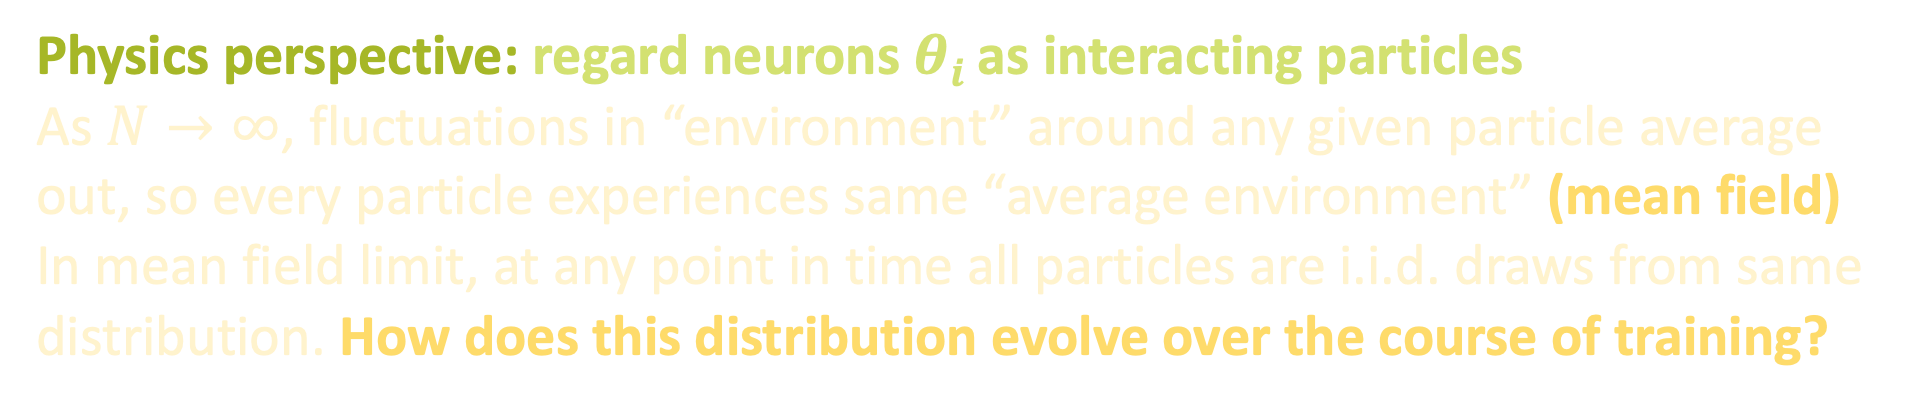 Physics perspective: regard neurons θᵢ as interacting particles
As N → ∞, fluctuations in “environment” around any given particle average
out, so every particle experiences same “average environment” (mean field)
In mean field limit, at any point in time all particles are i.i.d. draws from same
distribution. How does this distribution evolve over the course of training?